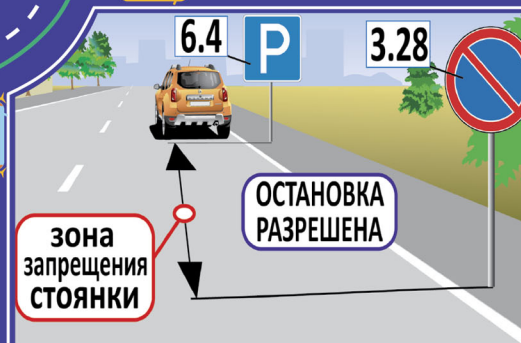 6.4
P
3.28
ОСТАНОВКА
РАЗРЕШЕНА
зона
запрещения
СТОЯНКИ